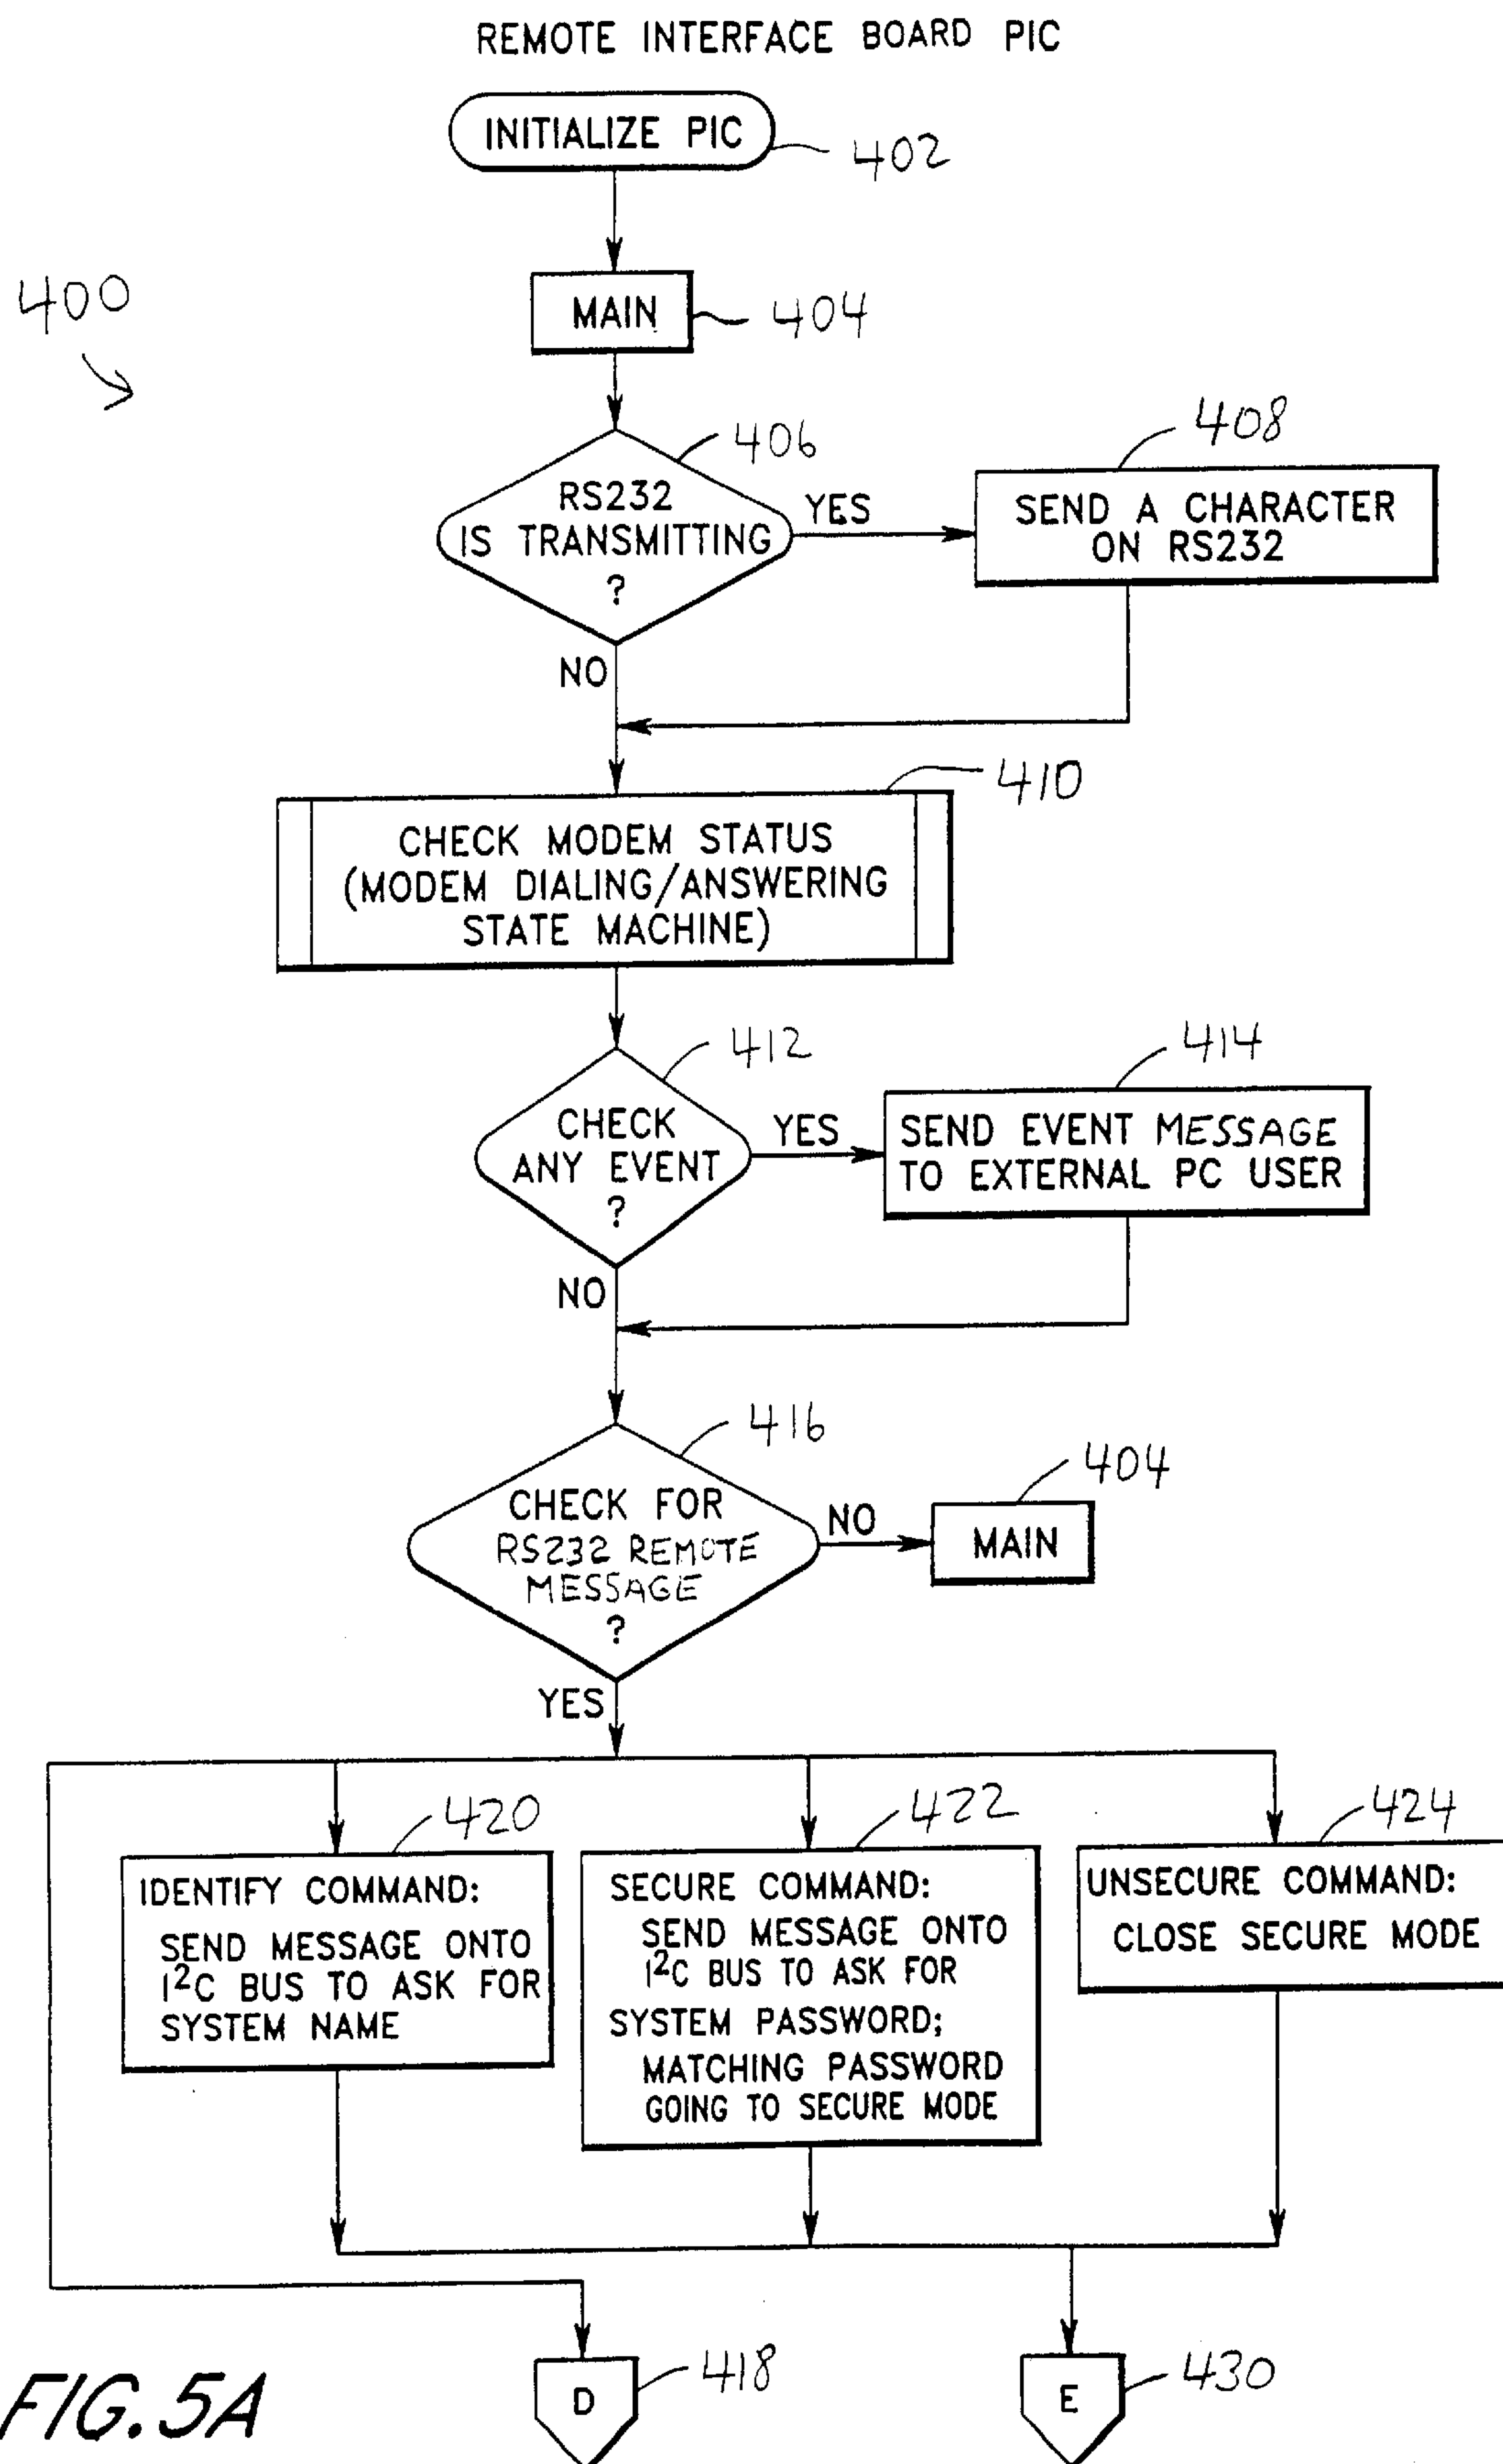 REMOTE INTERFACE BOARD PIC
INITIALIZE PIC
402
400
MAIN
404
406
408
RS232
IS TRANSMITTING
?
YES
SEND A CHARACTER
ON RS232
NO
410
CHECK MODEM STATUS
(MODEM DIALING/ANSWERING
STATE MACHINE)
412
414
CHECK
ANY EVENT
?
YES
SEND EVENT MESSAGE
TO EXTERNAL PC USER
NO
416
404
CHECK FOR
RS232 REMOTE
MESSAGE
?
NO
MAIN
YES
420
422
424
IDENTIFY COMMAND:
SEND MESSAGE ONTO
I²C BUS TO ASK FOR
SYSTEM NAME
SECURE COMMAND:
SEND MESSAGE ONTO
I²C BUS TO ASK FOR
SYSTEM PASSWORD;
MATCHING PASSWORD
GOING TO SECURE MODE
UNSECURE COMMAND:
CLOSE SECURE MODE
D
418
E
430
FIG. 5A